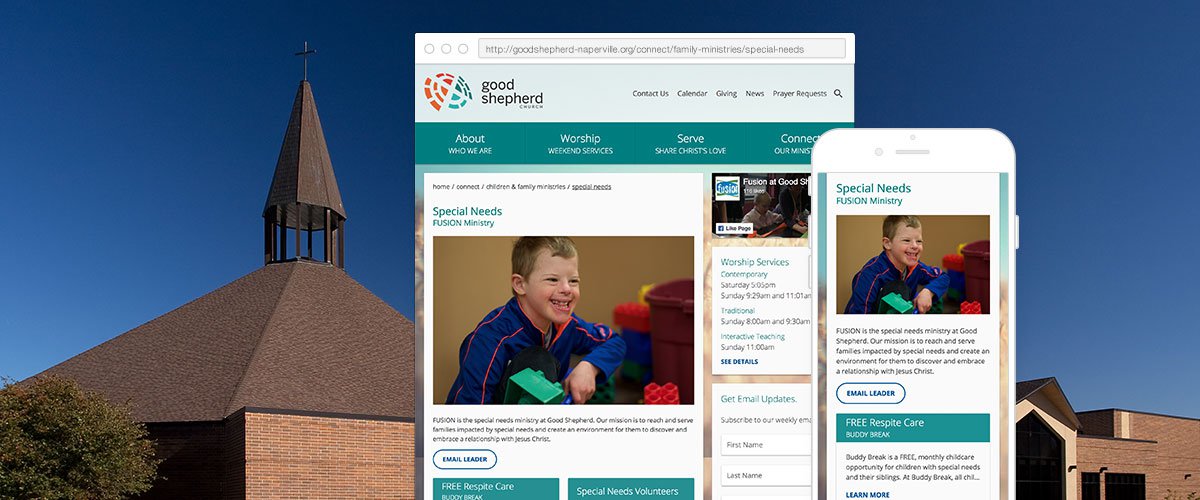 http://goodshepherd-naperville.org/connect/family-ministries/special-needs
good
shepherd
CHURCH
Contact Us Calendar Giving News Prayer Requests
About
WHO WE ARE
Worship
WEEKEND SERVICES
Serve
SHARE CHRIST'S LOVE
Connect
OUR MINIST
home / connect / children & family ministries / special needs
Special Needs
FUSION Ministry
FUSION is the special needs ministry at Good Shepherd. Our mission is to reach and serve
families impacted by special needs and create an environment for them to discover and
embrace a relationship with Jesus Christ.
EMAIL LEADER
FREE Respite Care
BUDDY BREAK
Special Needs Volunteers
fusion
Fusion at Good Sh
116 likes
Like Page
Worship Services
Contemporary
Saturday 5:05pm
Sunday 9:29am and 11:01am
Traditional
Sunday 8:00am and 9:30am
Interactive Teaching
Sunday 11:00am
SEE DETAILS
Get Email Updates.
Subscribe to our weekly em
First Name
Last Name
Special Needs
FUSION Ministry
FUSION is the special needs ministry at Good
Shepherd. Our mission is to reach and serve
families impacted by special needs and create an
environment for them to discover and embrace
a relationship with Jesus Christ.
EMAIL LEADER
FREE Respite Care
BUDDY BREAK
Buddy Break is a FREE, monthly childcare
opportunity for children with special needs
and their siblings. At Buddy Break, all chil...
LEARN MORE